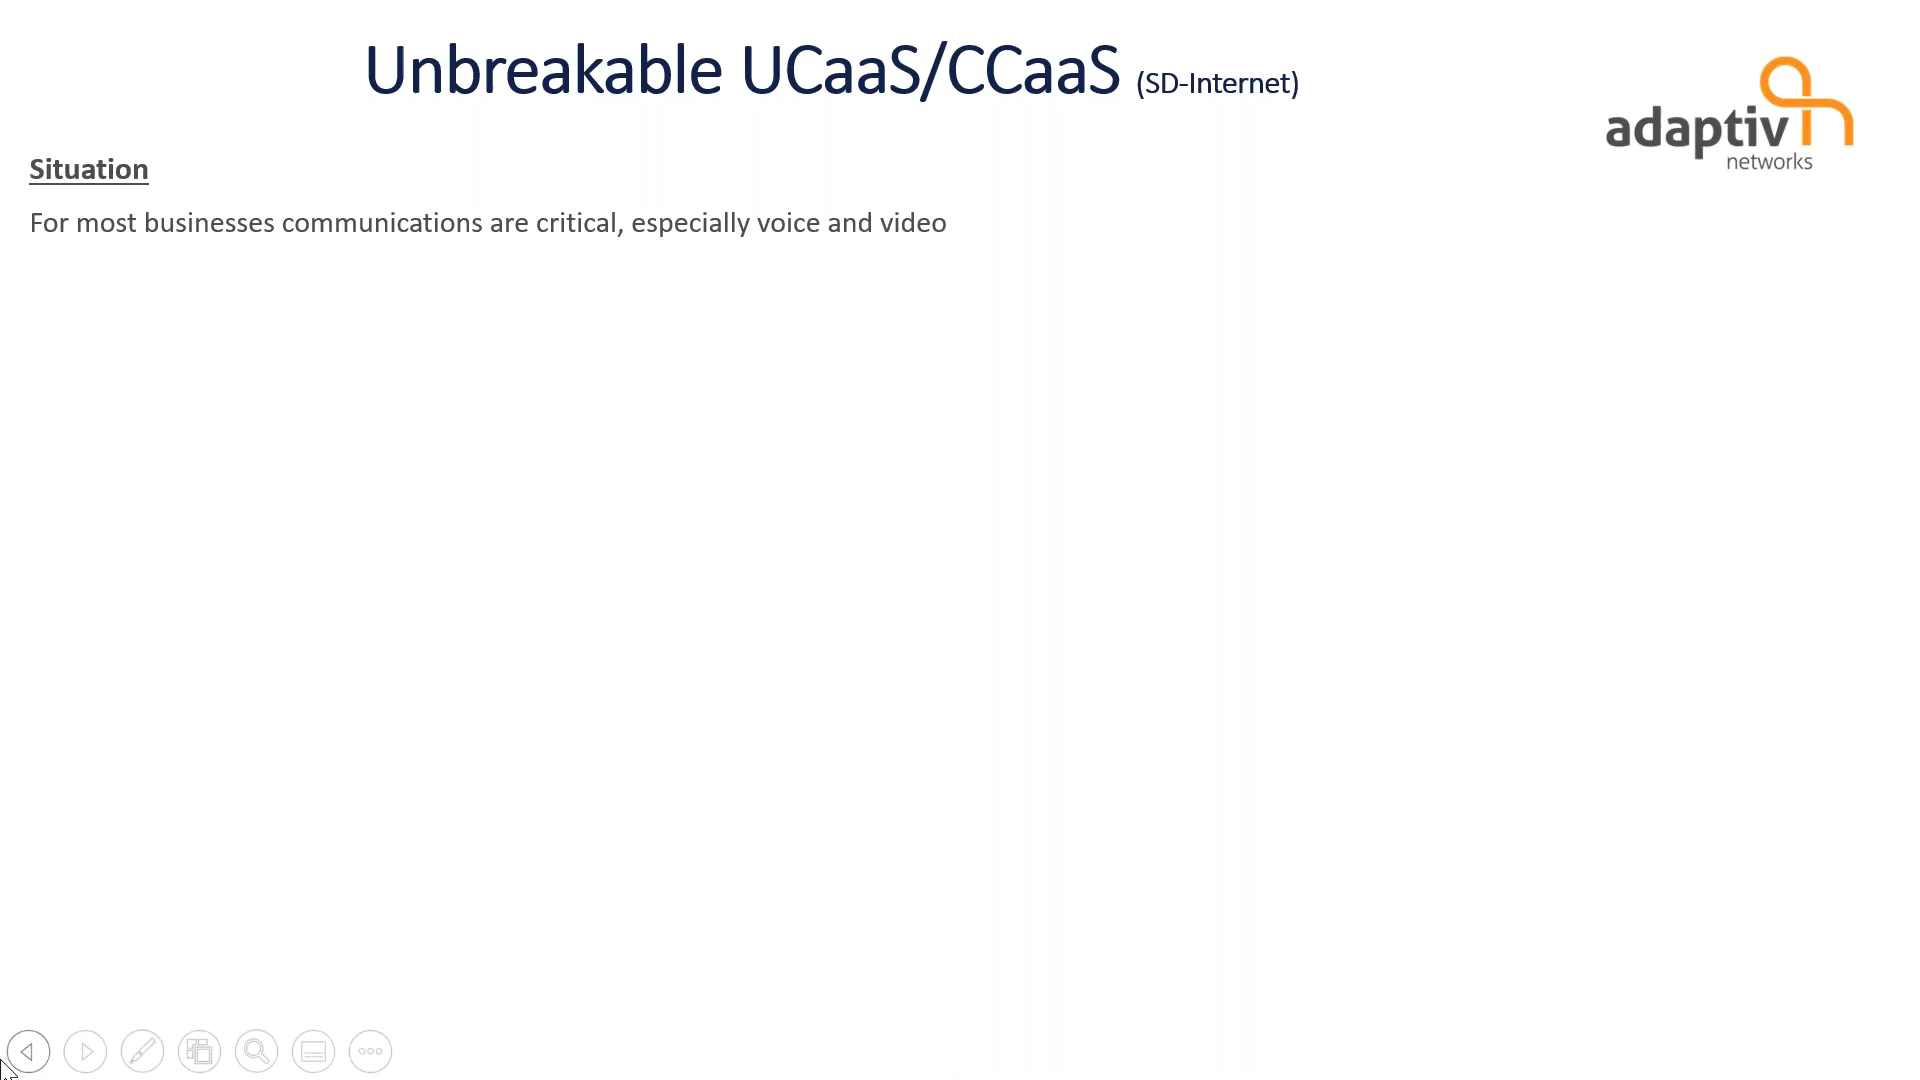 Unbreakable UCaaS/CCaaS (SD-Internet)
adaptiv
networks
Situation
For most businesses communications are critical, especially voice and video